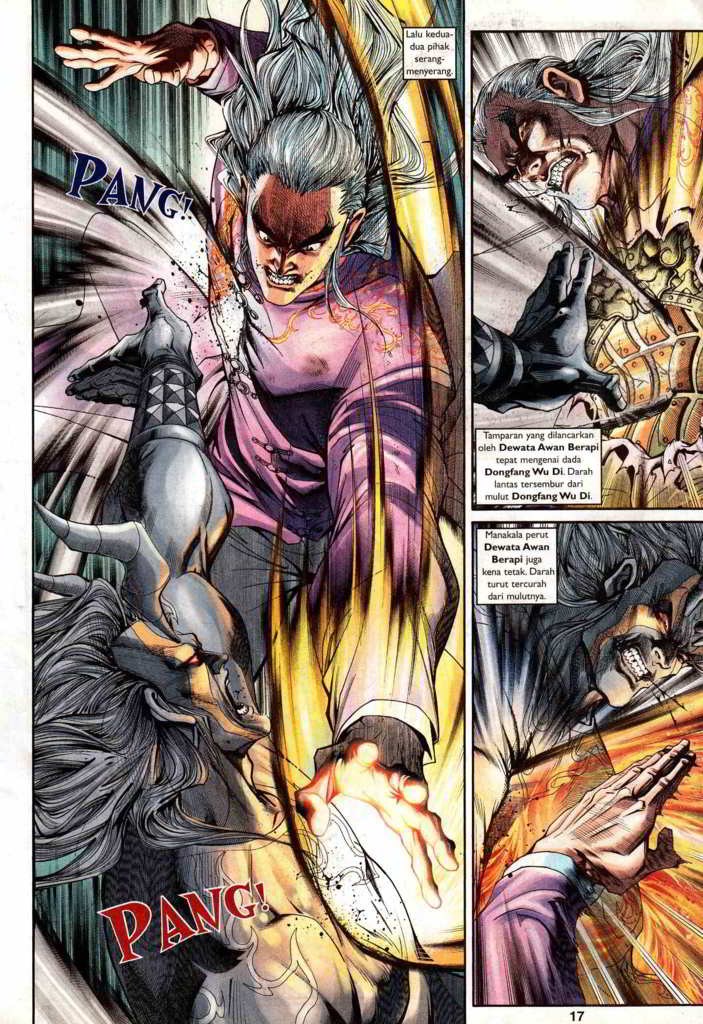 Lalu kedua-
dua pihak
serang-
menyerang.
PANG!
PANG!
Tamparan yang dilancarkan
oleh Dewata Awan Berapi
tepat mengenai dada
Dongfang Wu Di. Darah
lantas tersembur dari
mulut Dongfang Wu Di.
Manakala perut
Dewata Awan
Berapi juga
kena tetak. Darah
turut tercurah
dari mulutnya.
17